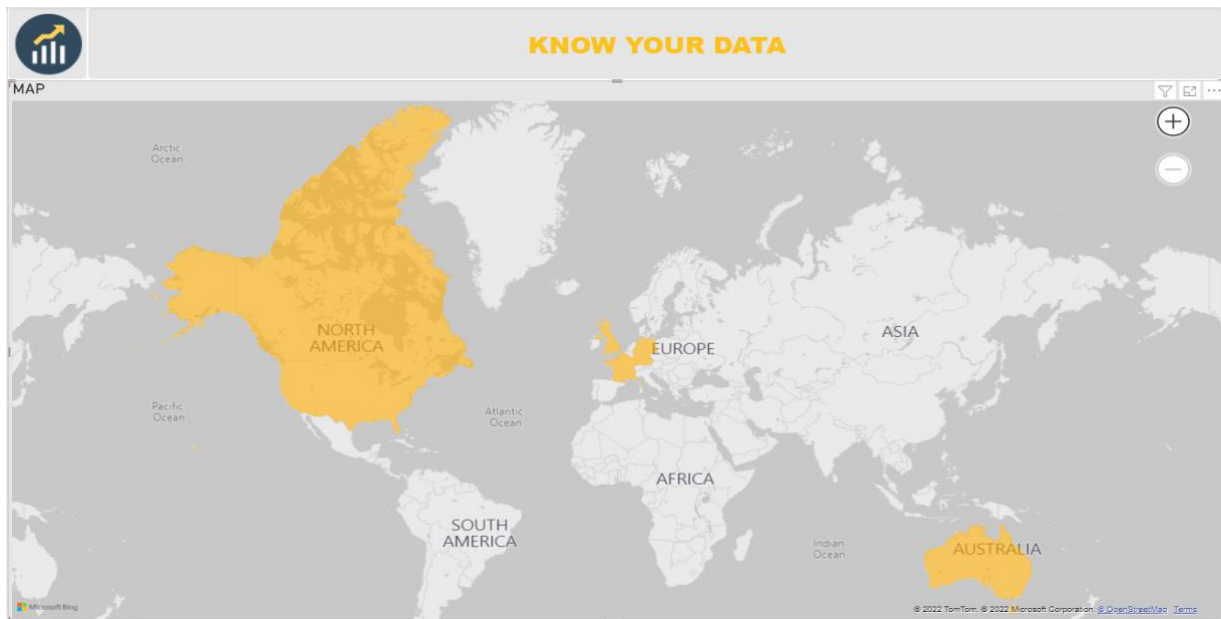 KNOW YOUR DATA
MAP
Arctic
Ocean
NORTH
AMERICA
EUROPE
ASIA
Pacific
Ocean
Atlantic
Ocean
AFRICA
SOUTH
AMERICA
Indian
Ocean
AUSTRALIA
Microsoft Bing
© 2022 TomTom, © 2022 Microsoft Corporation, © OpenStreetMap Terms